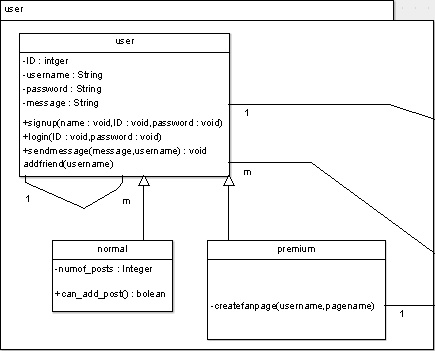 user
user
-ID : intger
-username : String
-password : String
-message : String
+signup(name : void,ID : void,password : void)
+login(ID : void,password : void)
+sendmessage(message,username) : void
addfriend(username)
1
m
1
m
normal
-numof_posts : Integer
+can_add_post() : bolean
premium
-createfanpage(username,pagename)
1